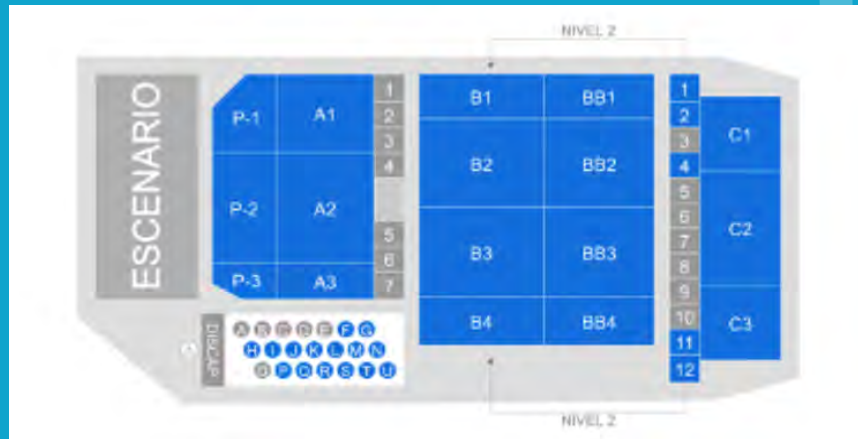 NIVEL 2
ESCENARIO
P-1 A1
P-2 A2
P-3 A3
1
2
3
4
5
6
7
B1 BB1
B2 BB2
B3 BB3
B4 BB4
1
2
3
4
5
6
7
8
9
10
11
12
C1
C2
C3
DISCAP
A B C D E F G
H I J K L M N
O P Q R S T U
NIVEL 2